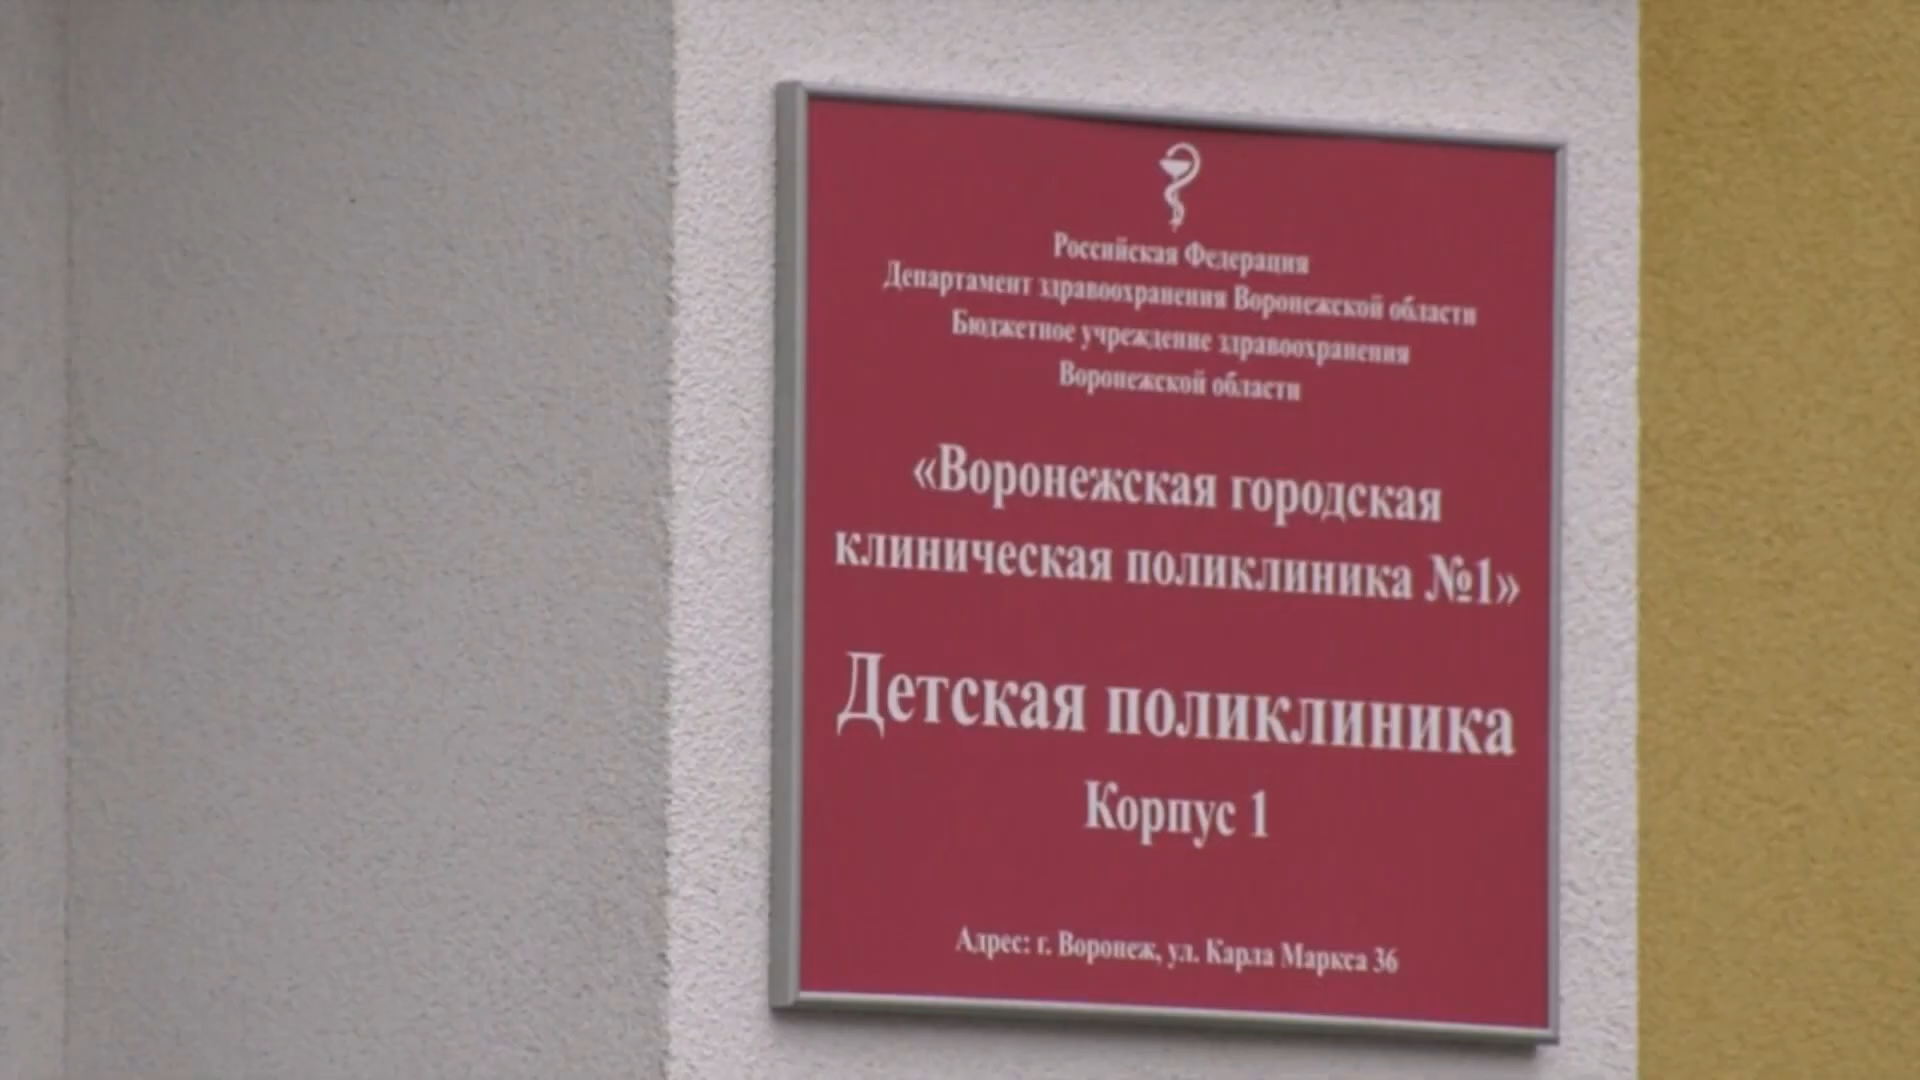 Российская Федерация
Департамент здравоохранения Воронежской области
Бюджетное учреждение здравоохранения
Воронежской области
«Воронежская городская
клиническая поликлиника №1»
Детская поликлиника
Корпус 1
Адрес: г. Воронеж, ул. Карла Маркса 36